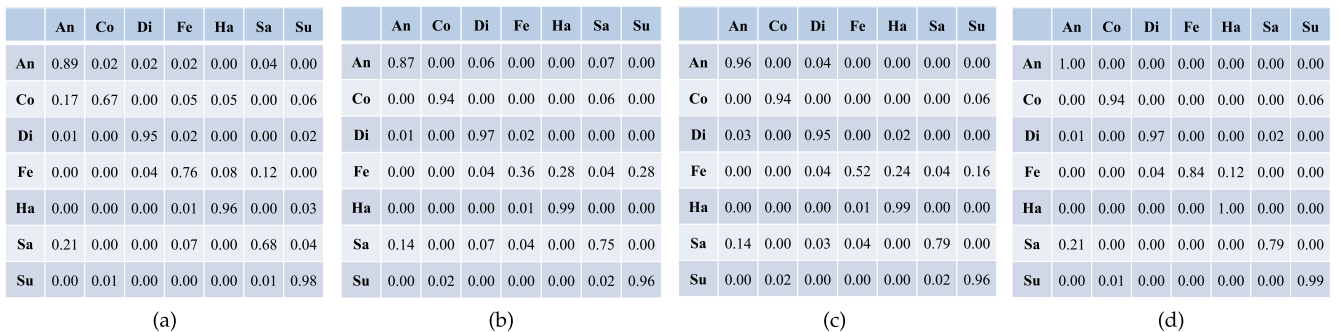 An Co Di Fe Ha Sa Su
An 0.89 0.02 0.02 0.02 0.00 0.04 0.00
Co 0.17 0.67 0.00 0.05 0.05 0.00 0.06
Di 0.01 0.00 0.95 0.02 0.00 0.00 0.02
Fe 0.00 0.00 0.04 0.76 0.08 0.12 0.00
Ha 0.00 0.00 0.00 0.01 0.96 0.00 0.03
Sa 0.21 0.00 0.00 0.07 0.00 0.68 0.04
Su 0.00 0.01 0.00 0.00 0.00 0.01 0.98
(a)
An Co Di Fe Ha Sa Su
An 0.87 0.00 0.06 0.00 0.00 0.07 0.00
Co 0.00 0.94 0.00 0.00 0.00 0.06 0.00
Di 0.01 0.00 0.97 0.02 0.00 0.00 0.00
Fe 0.00 0.00 0.04 0.36 0.28 0.04 0.28
Ha 0.00 0.00 0.00 0.01 0.99 0.00 0.00
Sa 0.14 0.00 0.07 0.04 0.00 0.75 0.00
Su 0.00 0.02 0.00 0.00 0.00 0.02 0.96
(b)
An Co Di Fe Ha Sa Su
An 0.96 0.00 0.04 0.00 0.00 0.00 0.00
Co 0.00 0.94 0.00 0.00 0.00 0.00 0.06
Di 0.03 0.00 0.95 0.00 0.02 0.00 0.00
Fe 0.00 0.00 0.04 0.52 0.24 0.04 0.16
Ha 0.00 0.00 0.00 0.01 0.99 0.00 0.00
Sa 0.14 0.00 0.03 0.04 0.00 0.79 0.00
Su 0.00 0.02 0.00 0.00 0.00 0.02 0.96
(c)
An Co Di Fe Ha Sa Su
An 1.00 0.00 0.00 0.00 0.00 0.00 0.00
Co 0.00 0.94 0.00 0.00 0.00 0.00 0.06
Di 0.01 0.00 0.97 0.00 0.00 0.02 0.00
Fe 0.00 0.00 0.04 0.84 0.12 0.00 0.00
Ha 0.00 0.00 0.00 0.00 1.00 0.00 0.00
Sa 0.21 0.00 0.00 0.00 0.00 0.79 0.00
Su 0.00 0.01 0.00 0.00 0.00 0.00 0.99
(d)